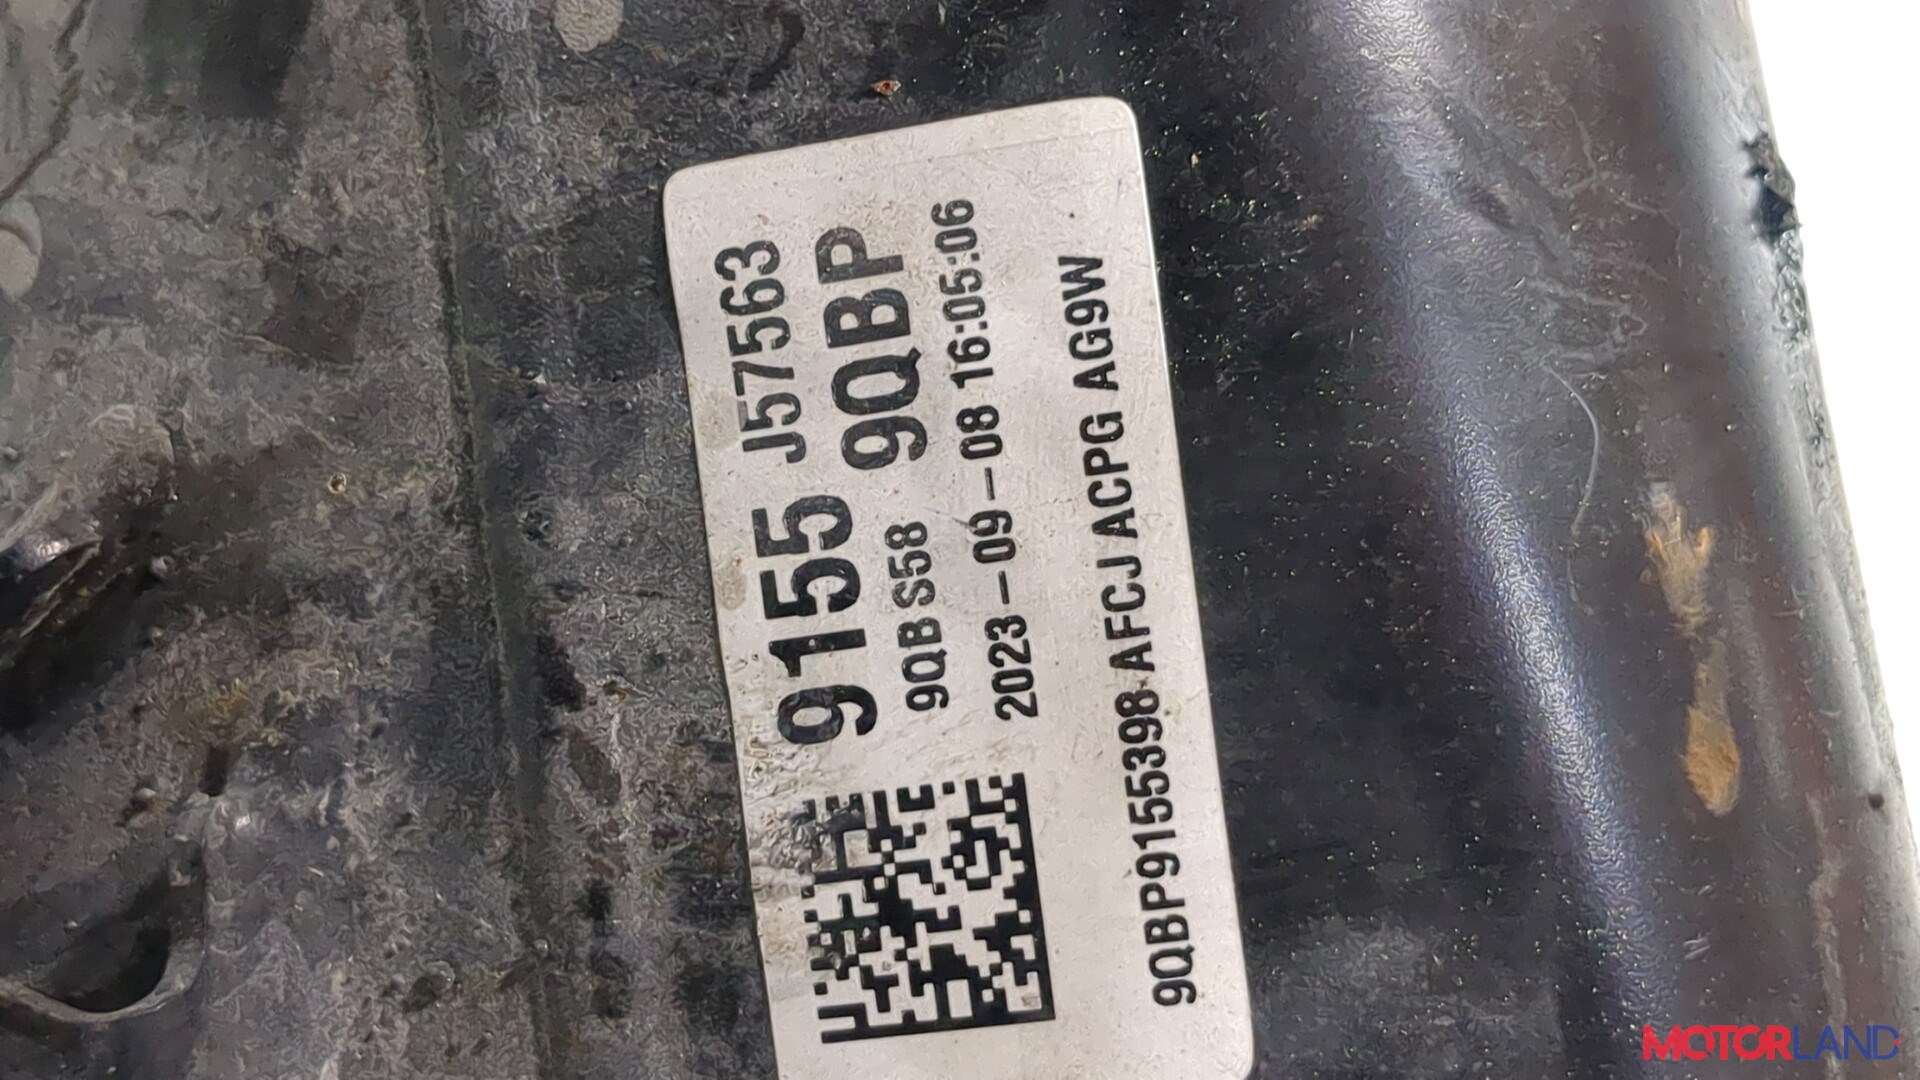 9155 J57563
9QBP
9QB S58
2023-09-08 16:05:06
9QBP9155398 AFCJ ACPG AG9W
MOTORLAND